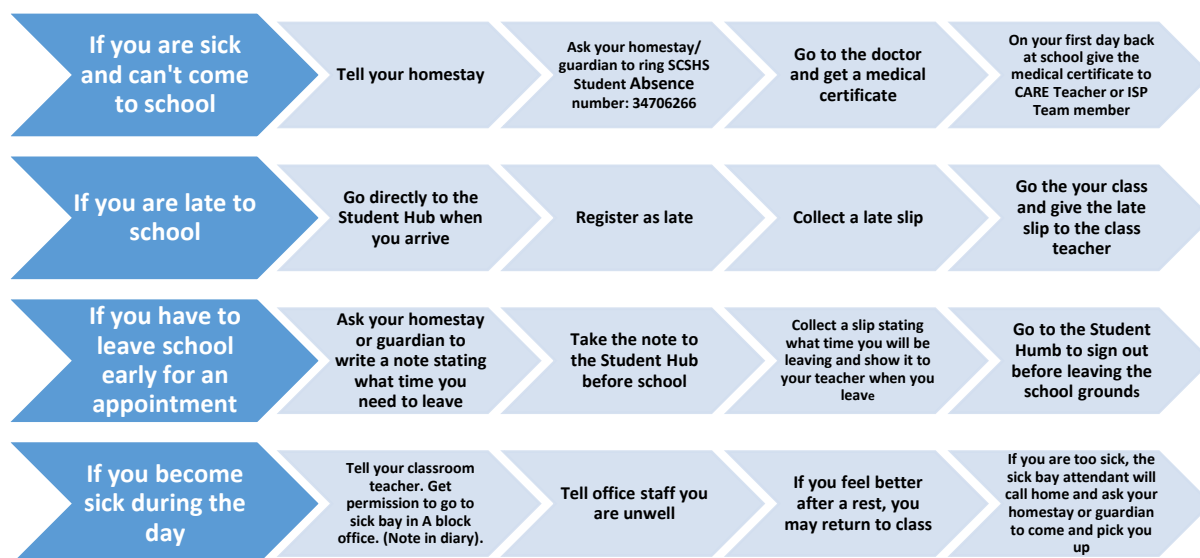 If you are sick
and can't come
to school
Tell your homestay
Ask your homestay/
guardian to ring SCSHS
Student Absence
number: 34706266
Go to the doctor
and get a medical
certificate
On your first day back
at school give the
medical certificate to
CARE Teacher or ISP
Team member
If you are late to
school
Go directly to the
Student Hub when
you arrive
Register as late
Collect a late slip
Go the your class
and give the late
slip to the class
teacher
If you have to
leave school
early for an
appointment
Ask your homestay
or guardian to
write a note stating
what time you
need to leave
Take the note to
the Student Hub
before school
Collect a slip stating
what time you will be
leaving and show it to
your teacher when you
leave
Go to the Student
Humb to sign out
before leaving the
school grounds
If you become
sick during the
day
Tell your classroom
teacher. Get
permission to go to
sick bay in A block
office. (Note in diary).
Tell office staff you
are unwell
If you feel better
after a rest, you
may return to class
If you are too sick, the
sick bay attendant will
call home and ask your
homestay or guardian
to come and pick you
up